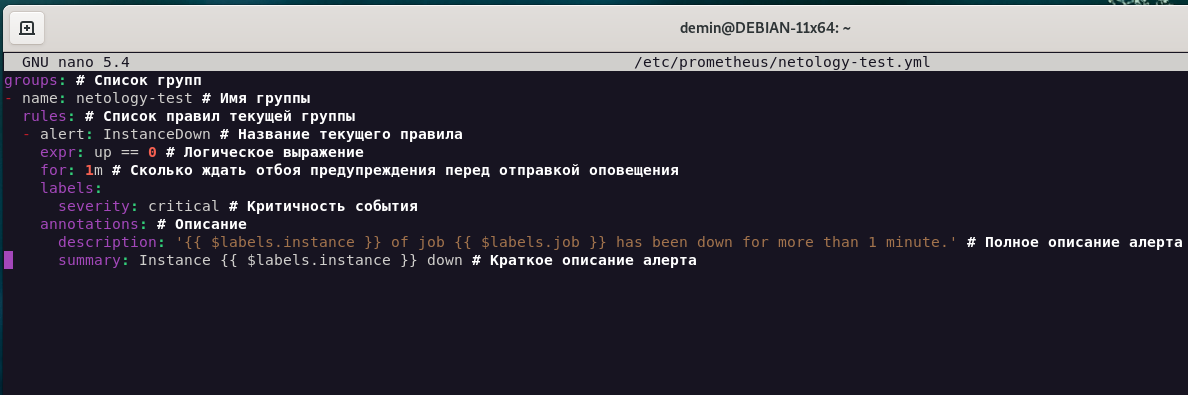 demin@DEBIAN-11x64: ~
GNU nano 5.4 /etc/prometheus/netology-test.yml
groups: # Список групп
- name: netology-test # Имя группы
  rules: # Список правил текущей группы
  - alert: InstanceDown # Название текущего правила
    expr: up == 0 # Логическое выражение
    for: 1m # Сколько ждать отбоя предупреждения перед отправкой оповещения
    labels:
      severity: critical # Критичность события
    annotations: # Описание
      description: '{{ $labels.instance }} of job {{ $labels.job }} has been down for more than 1 minute.' # Полное описание алерта
      summary: Instance {{ $labels.instance }} down # Краткое описание алерта